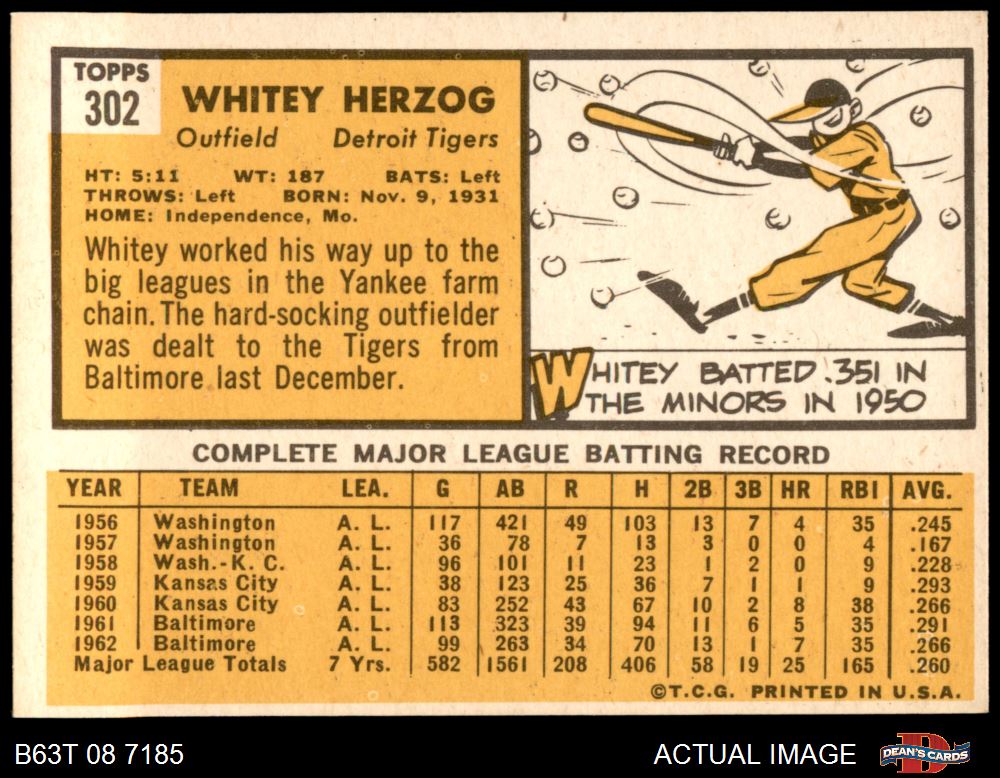 TOPPS
302
WHITEY HERZOG
Outfield Detroit Tigers
HT: 5:11 WT: 187 BATS: Left
THROWS: Left BORN: Nov. 9, 1931
HOME: Independence, Mo.
Whitey worked his way up to the
big leagues in the Yankee farm
chain. The hard-socking outfielder
was dealt to the Tigers from
Baltimore last December.
WHITEY BATTED .351 IN
THE MINORS IN 1950
COMPLETE MAJOR LEAGUE BATTING RECORD
YEAR TEAM LEA. G AB R H 2B 3B HR RBI AVG.
1956 Washington A. L. 117 421 49 103 13 7 4 35 .245
1957 Washington A. L. 36 78 7 13 3 0 0 4 .167
1958 Wash.-K. C. A. L. 96 101 11 23 1 2 0 9 .228
1959 Kansas City A. L. 38 123 25 36 7 1 1 9 .293
1960 Kansas City A. L. 83 252 43 67 10 2 8 38 .266
1961 Baltimore A. L. 113 323 39 94 11 6 5 35 .291
1962 Baltimore A. L. 99 263 34 70 13 1 7 35 .266
Major League Totals 7 Yrs. 582 1561 208 406 58 19 25 165 .260
©T.C.G. PRINTED IN U.S.A.
B63T 08 7185 ACTUAL IMAGE DEAN'S CARDS